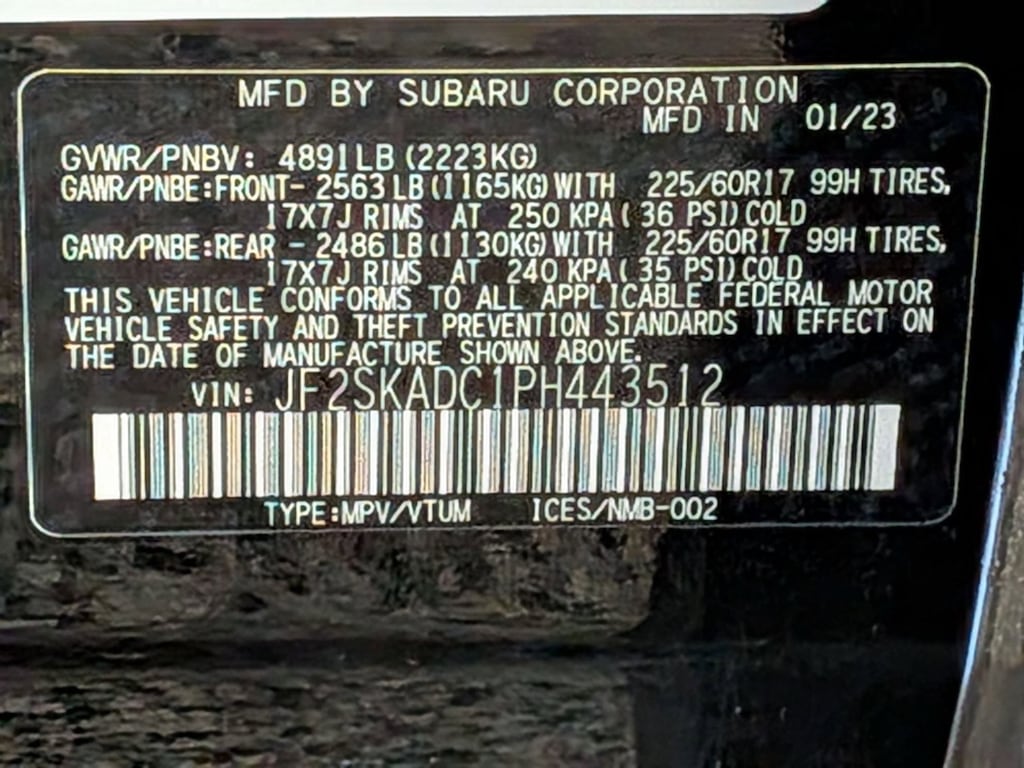 MFD BY SUBARU CORPORATION
MFD IN 01/23
GVWR/PNBV: 4891LB (2223KG)
GAWR/PNBE:FRONT- 2563LB(1165KG)WITH 225/60R17 99H TIRES,
17X7J RIMS AT 250 KPA( 36 PSI)COLD
GAWR/PNBE:REAR - 2486LB(1130KG)WITH 225/60R17 99H TIRES,
17X7J RIMS AT 240 KPA( 35 PSI)COLD
THIS VEHICLE CONFORMS TO ALL APPLICABLE FEDERAL MOTOR
VEHICLE SAFETY AND THEFT PREVENTION STANDARDS IN EFFECT ON
THE DATE OF MANUFACTURE SHOWN ABOVE.
VIN: JF2SKADC1PH443512
TYPE:MPV/VTUM ICES/NMB-002